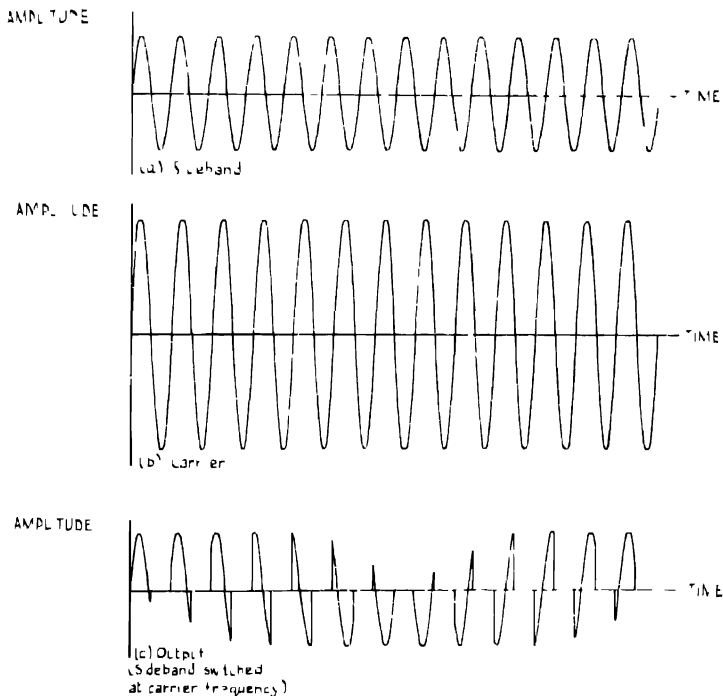 AMPLITUDE
TIME
(a) Sideband
AMPLITUDE
TIME
(b) Carrier
AMPLITUDE
TIME
(c) Output
(Sideband switched
at carrier frequency)